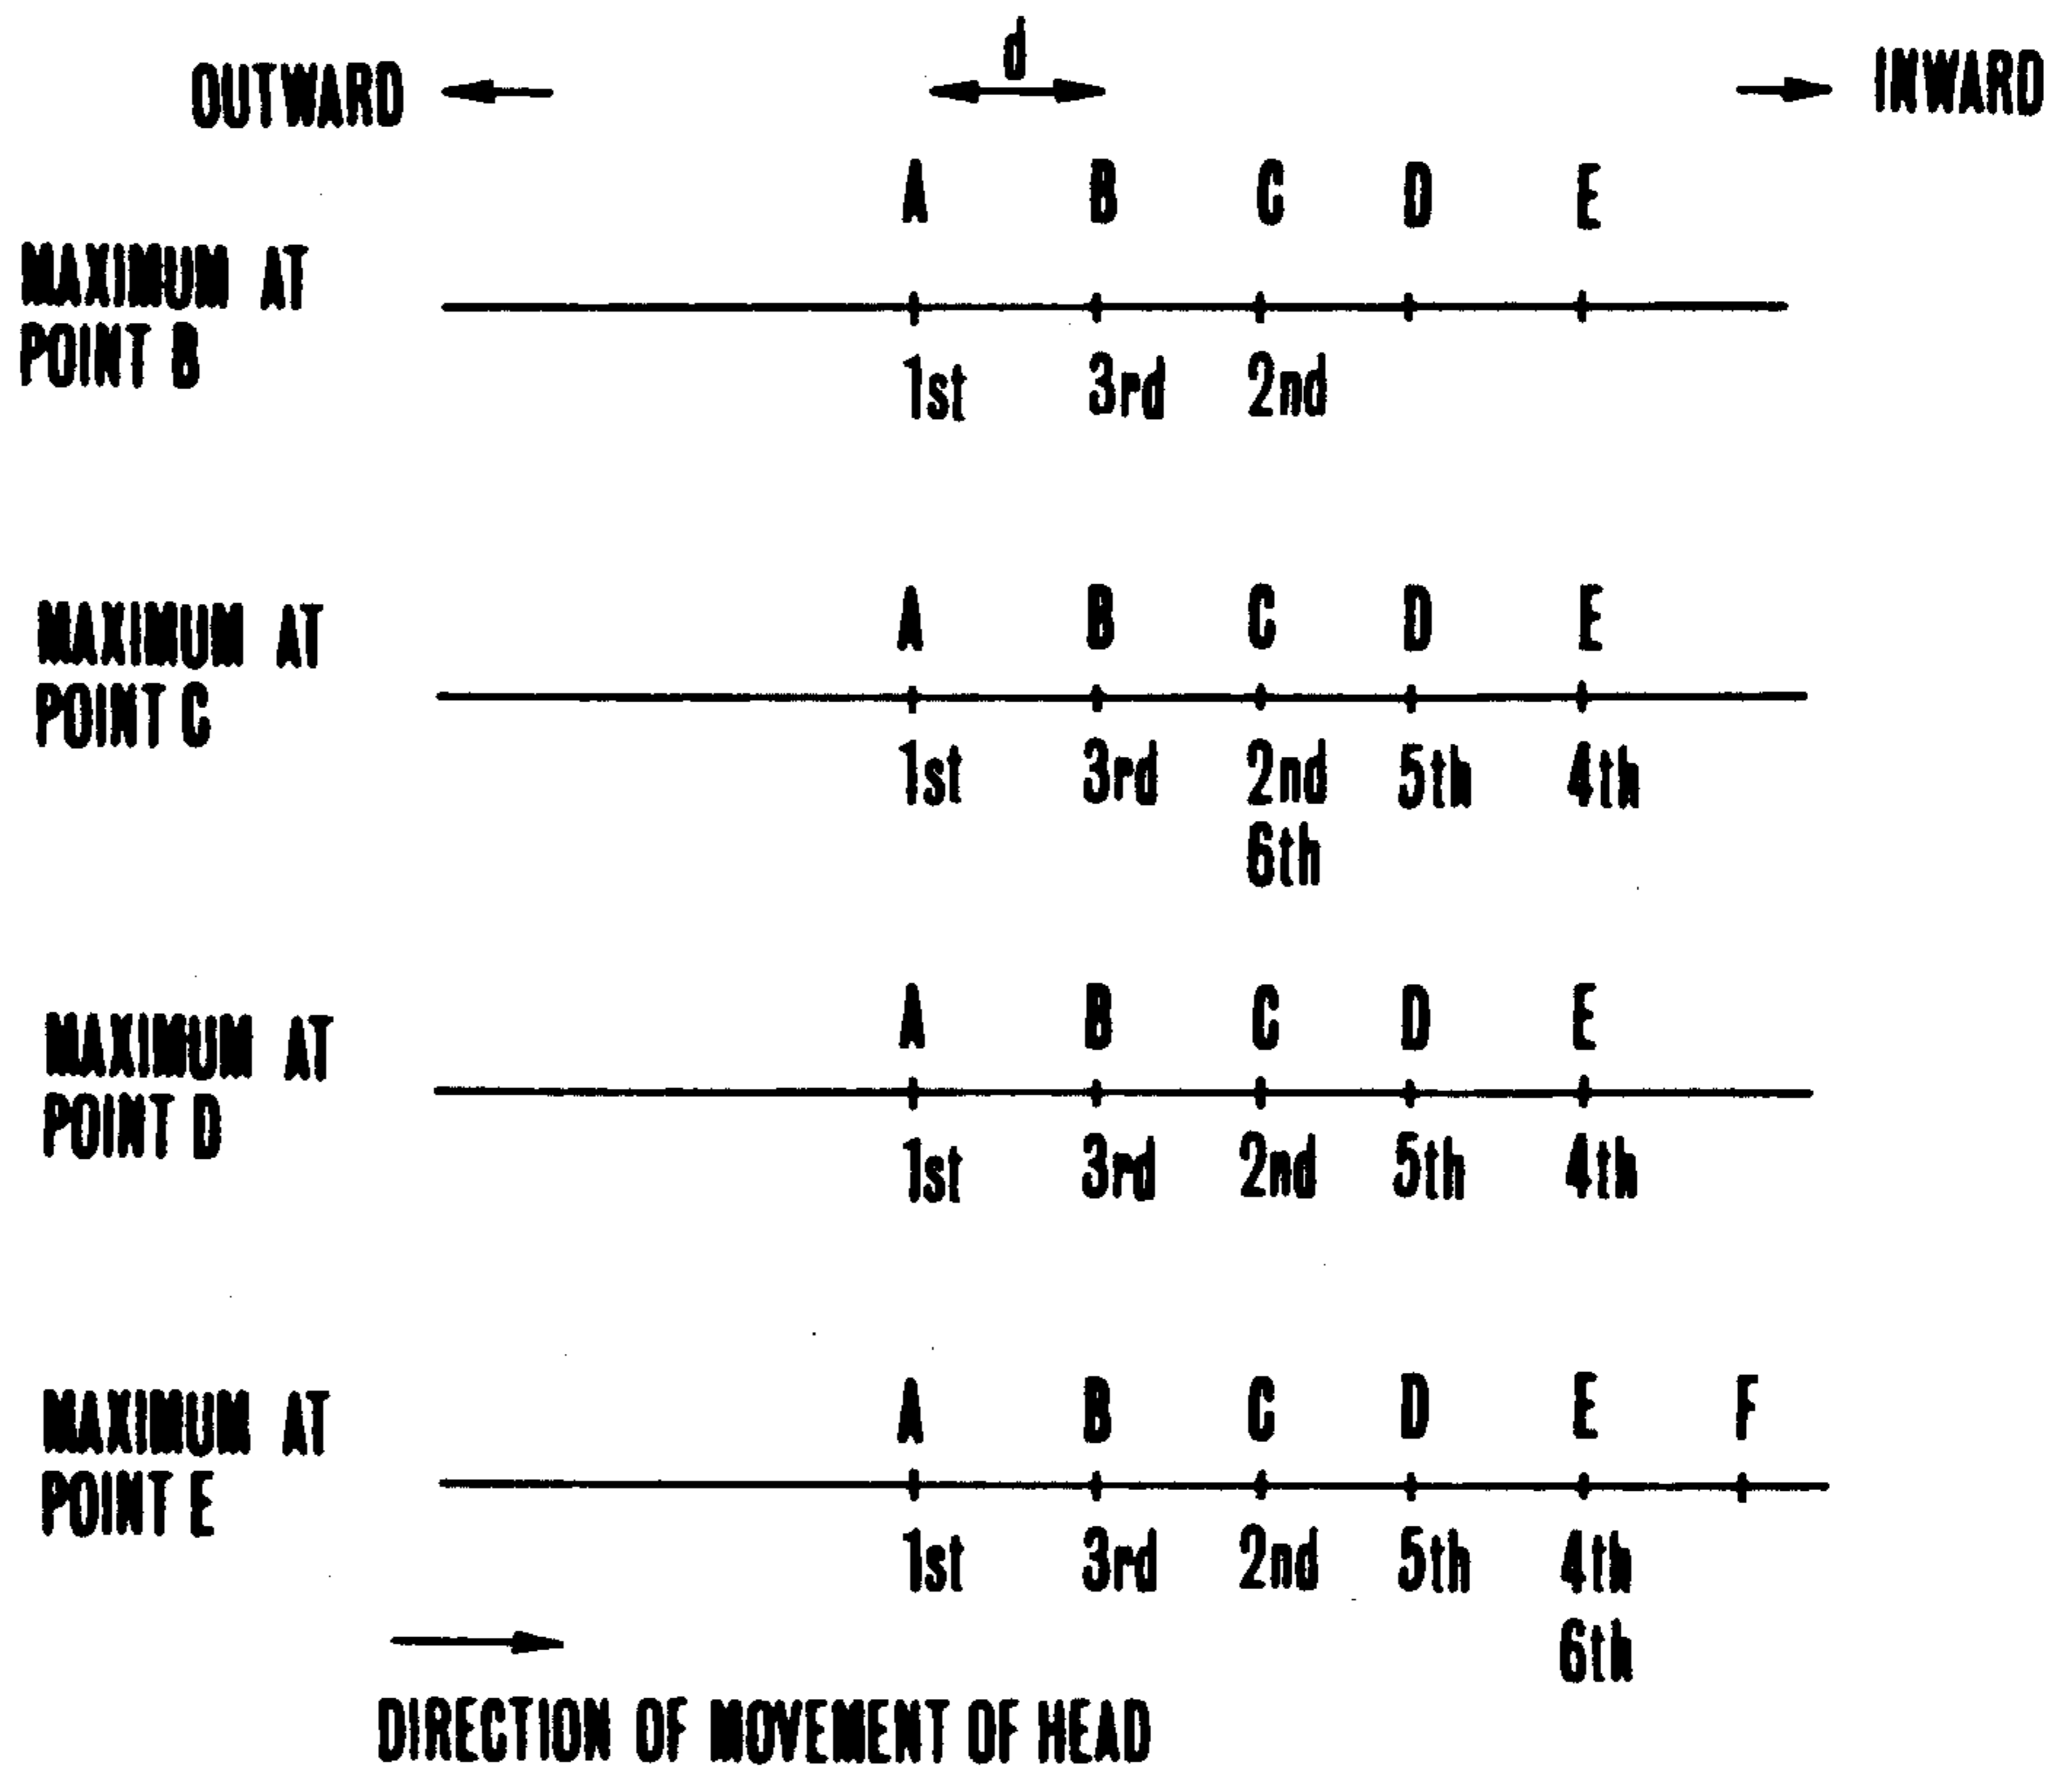 OUTWARD d INWARD
A B C D E
MAXIMUM AT
POINT B
1st 3rd 2nd
A B C D E
MAXIMUM AT
POINT C
1st 3rd 2nd 5th 4th
6th
A B C D E
MAXIMUM AT
POINT D
1st 3rd 2nd 5th 4th
A B C D E F
MAXIMUM AT
POINT E
1st 3rd 2nd 5th 4th
6th
DIRECTION OF MOVEMENT OF HEAD